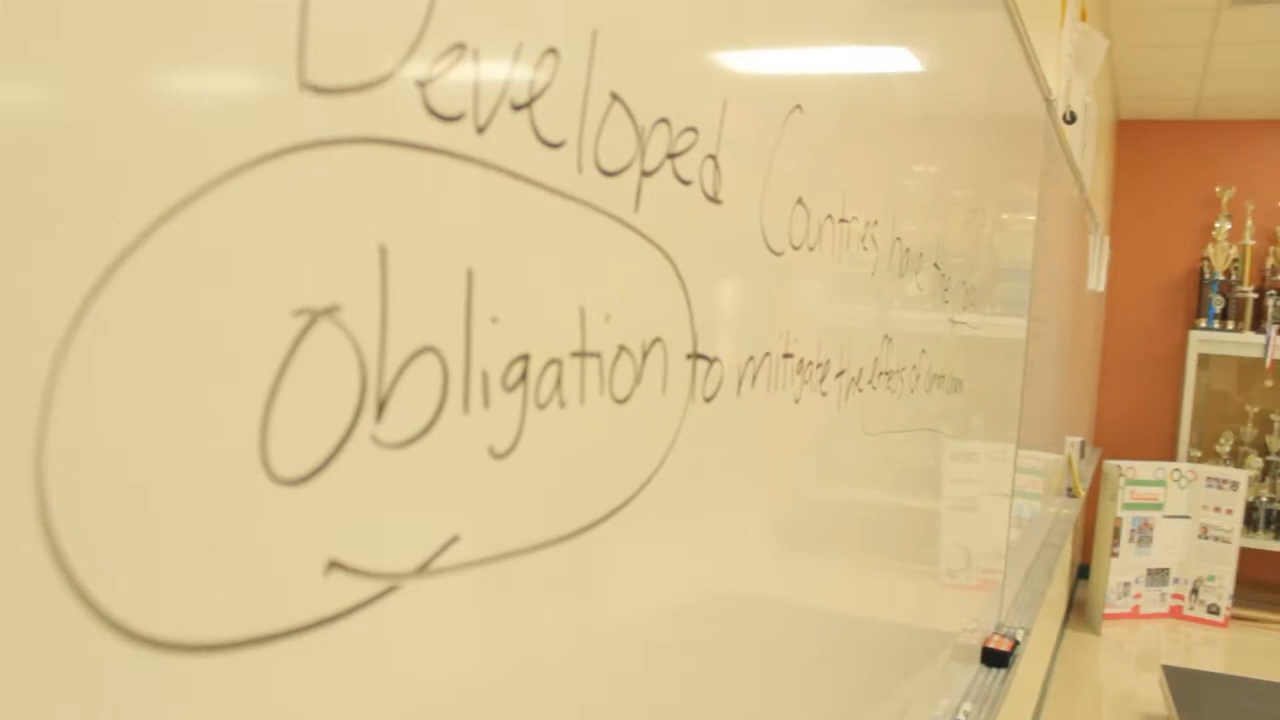 Developed Countries have the
Obligation to mitigate the effects of